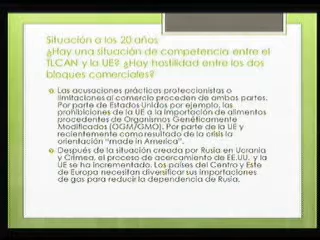 Situación a los 20 años
¿Hay una situación de competencia entre el
TLCAN y la UE? ¿Hay hostilidad entre los dos
bloques comerciales?
Las acusaciones prácticas proteccionistas o
limitaciones al comercio proceden de ambas partes.
Por parte de Estados Unidos por ejemplo, las
prohibiciones de la UE a la importación de alimentos
procedentes de Organismos Genéticamente
Modificados (OGM/GMO). Por parte de la UE y
recientemente como resultado de la crisis la
orientación "made in America".
Después de la situación creada por Rusia en Ucrania
y Crimea, el proceso de acercamiento de EE.UU. y la
UE se ha incrementado. Los países del Centro y Este
de Europa necesitan diversificar sus importaciones
de gas para reducir la dependencia de Rusia.